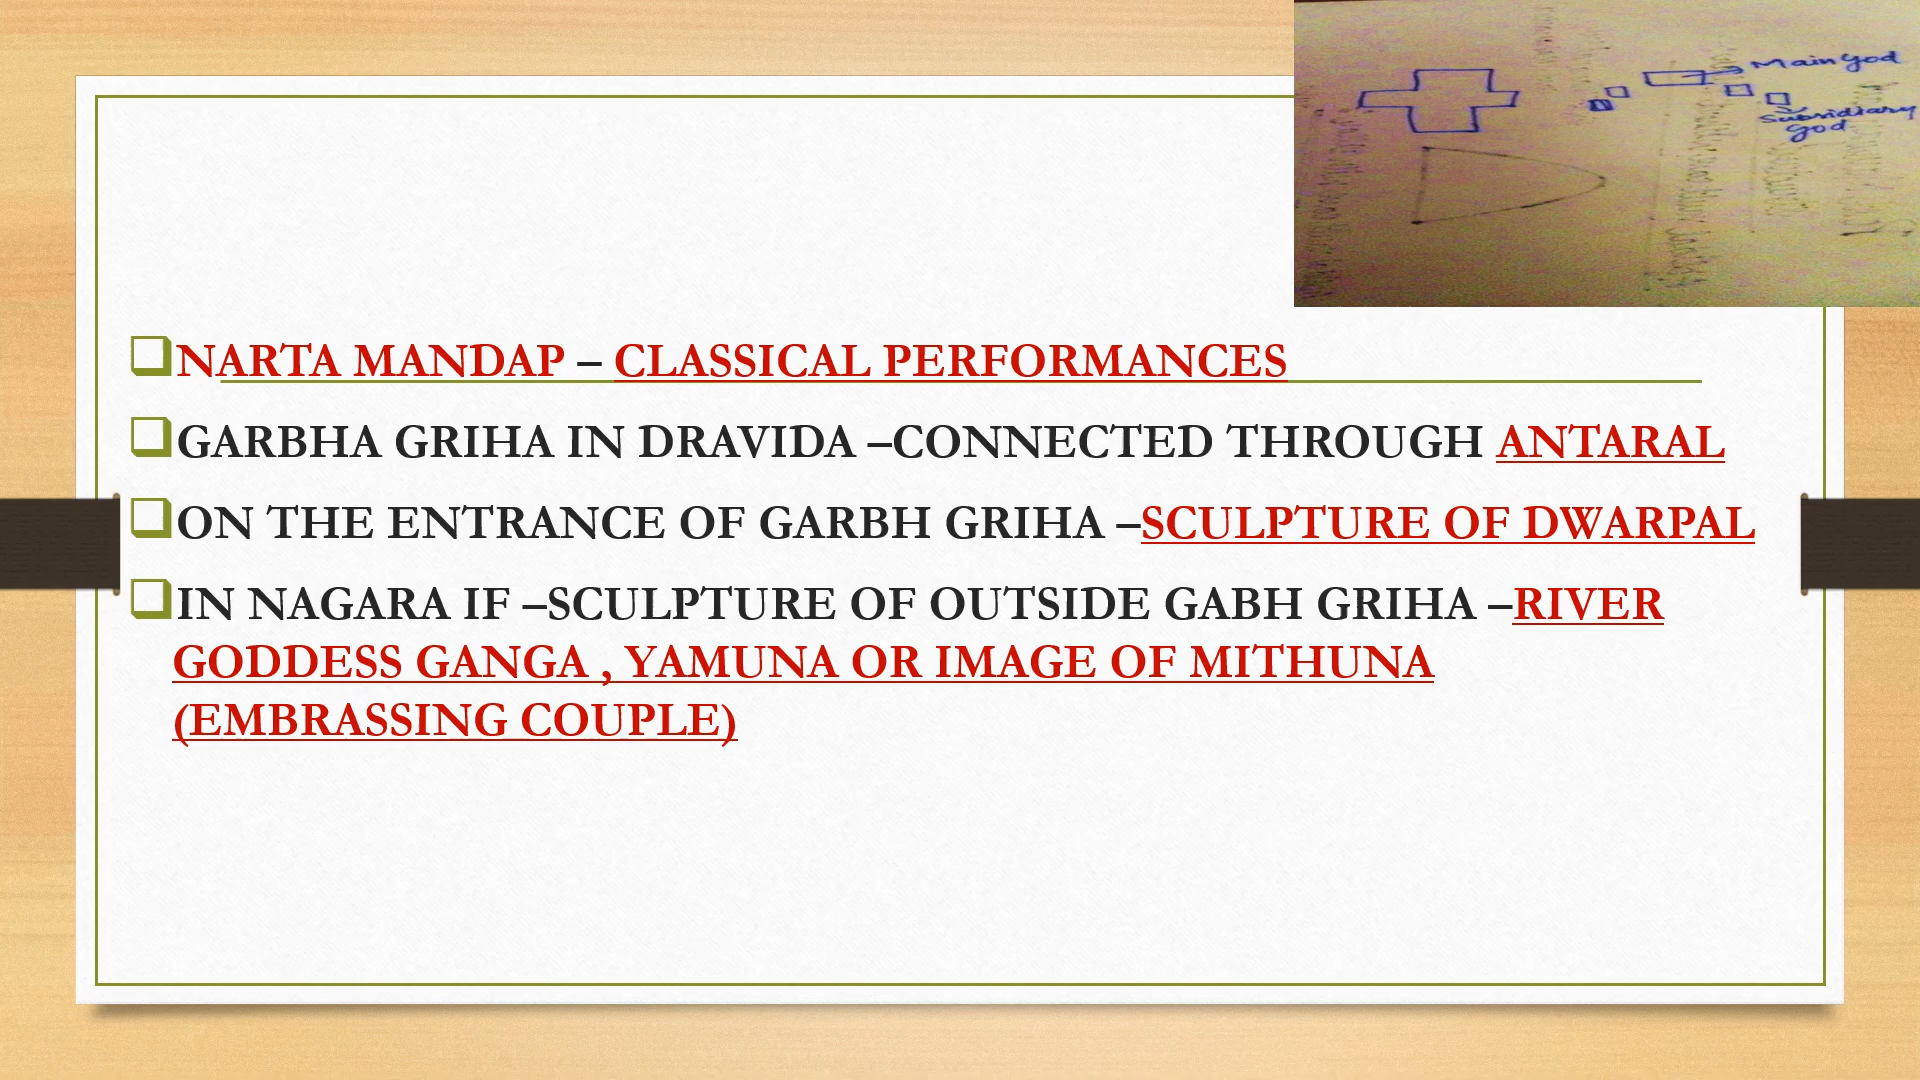 Main God
Subsidiary
God
NARTA MANDAP – CLASSICAL PERFORMANCES
GARBHA GRIHA IN DRAVIDA –CONNECTED THROUGH ANTARAL
ON THE ENTRANCE OF GARBH GRIHA –SCULPTURE OF DWARPAL
IN NAGARA IF –SCULPTURE OF OUTSIDE GABH GRIHA –RIVER
GODDESS GANGA , YAMUNA OR IMAGE OF MITHUNA
(EMBRASSING COUPLE)